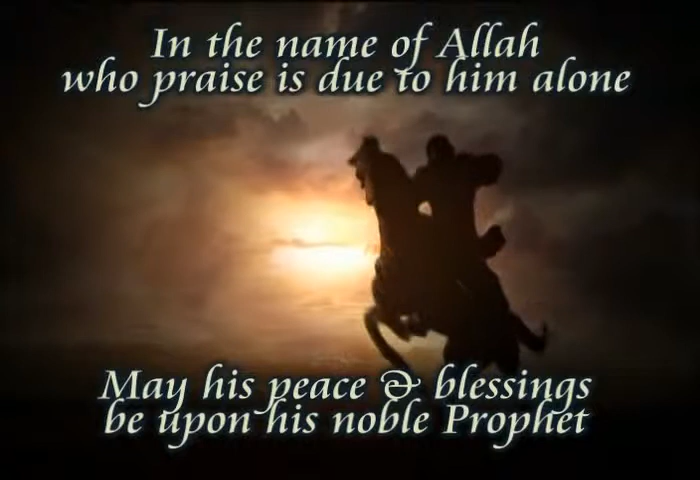 In the name of Allah
who praise is due to him alone
May his peace & blessings
be upon his noble Prophet